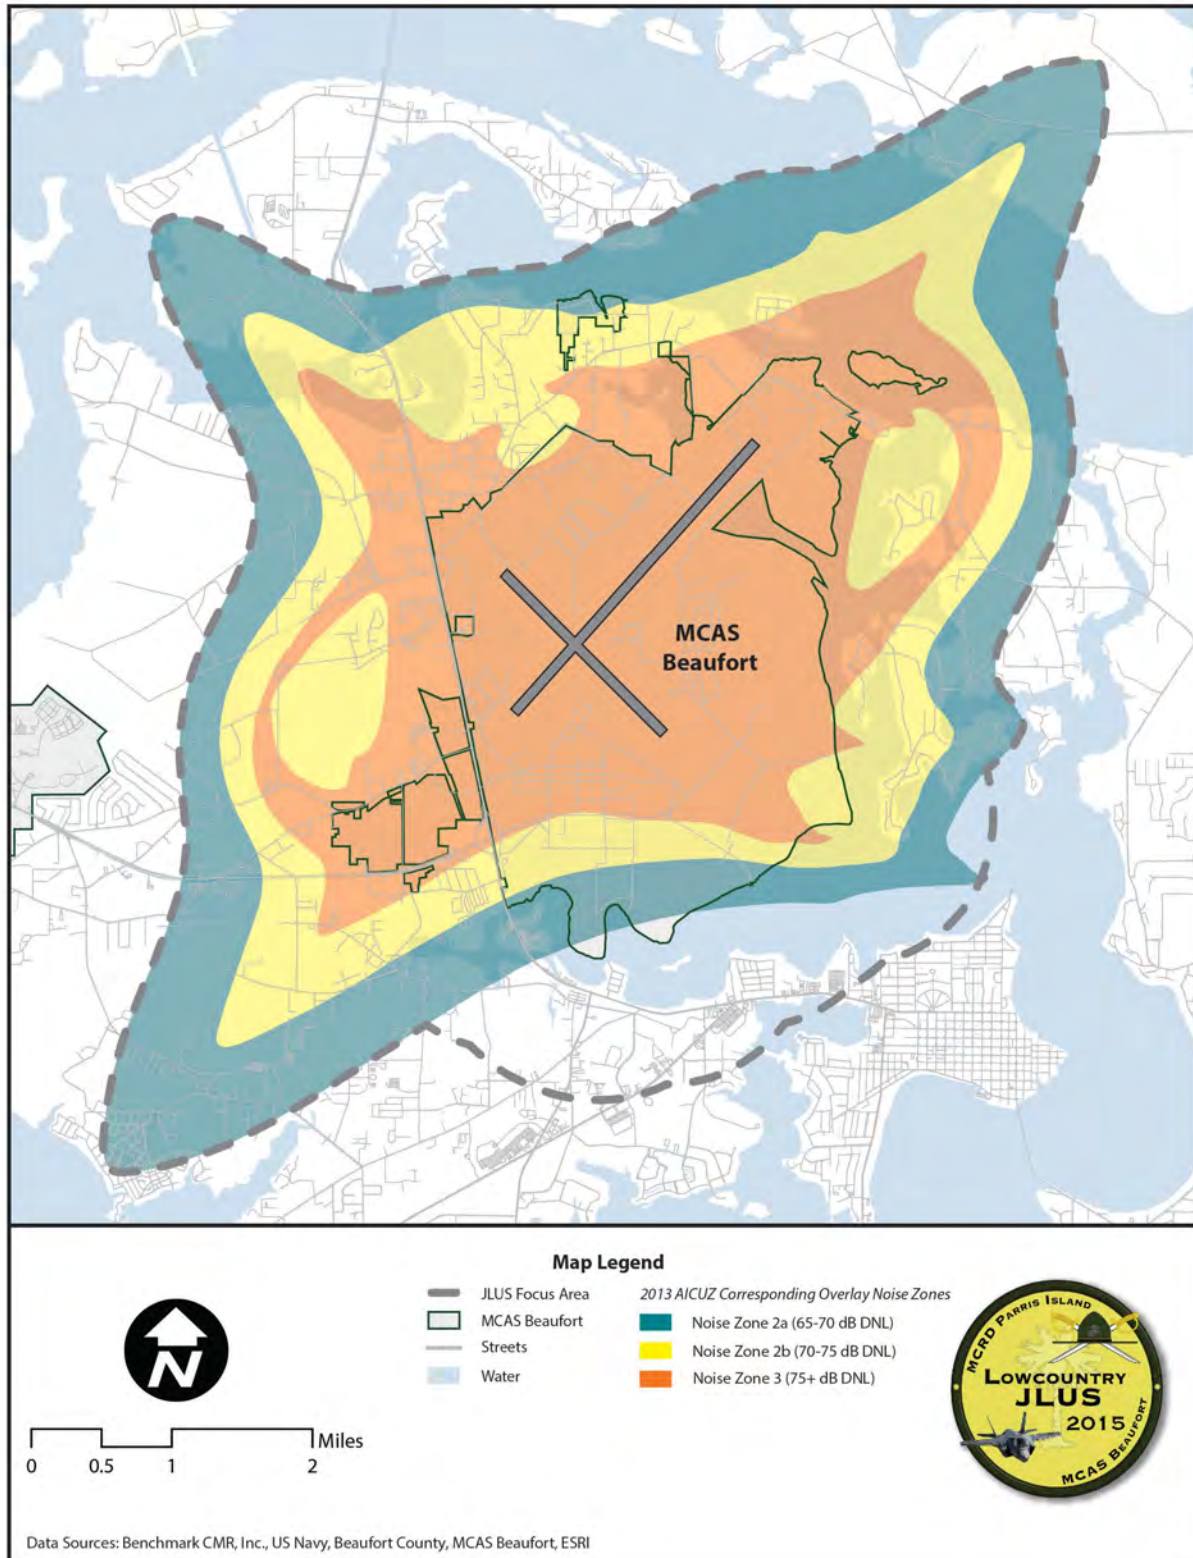 MCAS
Beaufort
Map Legend
JLUS Focus Area
MCAS Beaufort
Streets
Water
2013 AICUZ Corresponding Overlay Noise Zones
Noise Zone 2a (65-70 dB DNL)
Noise Zone 2b (70-75 dB DNL)
Noise Zone 3 (75+ dB DNL)
N
Miles
0 0.5 1 2
MCRD PARRIS ISLAND
LOWCOUNTRY
JLUS
2015
MCAS BEAUFORT
Data Sources: Benchmark CMR, Inc., US Navy, Beaufort County, MCAS Beaufort, ESRI